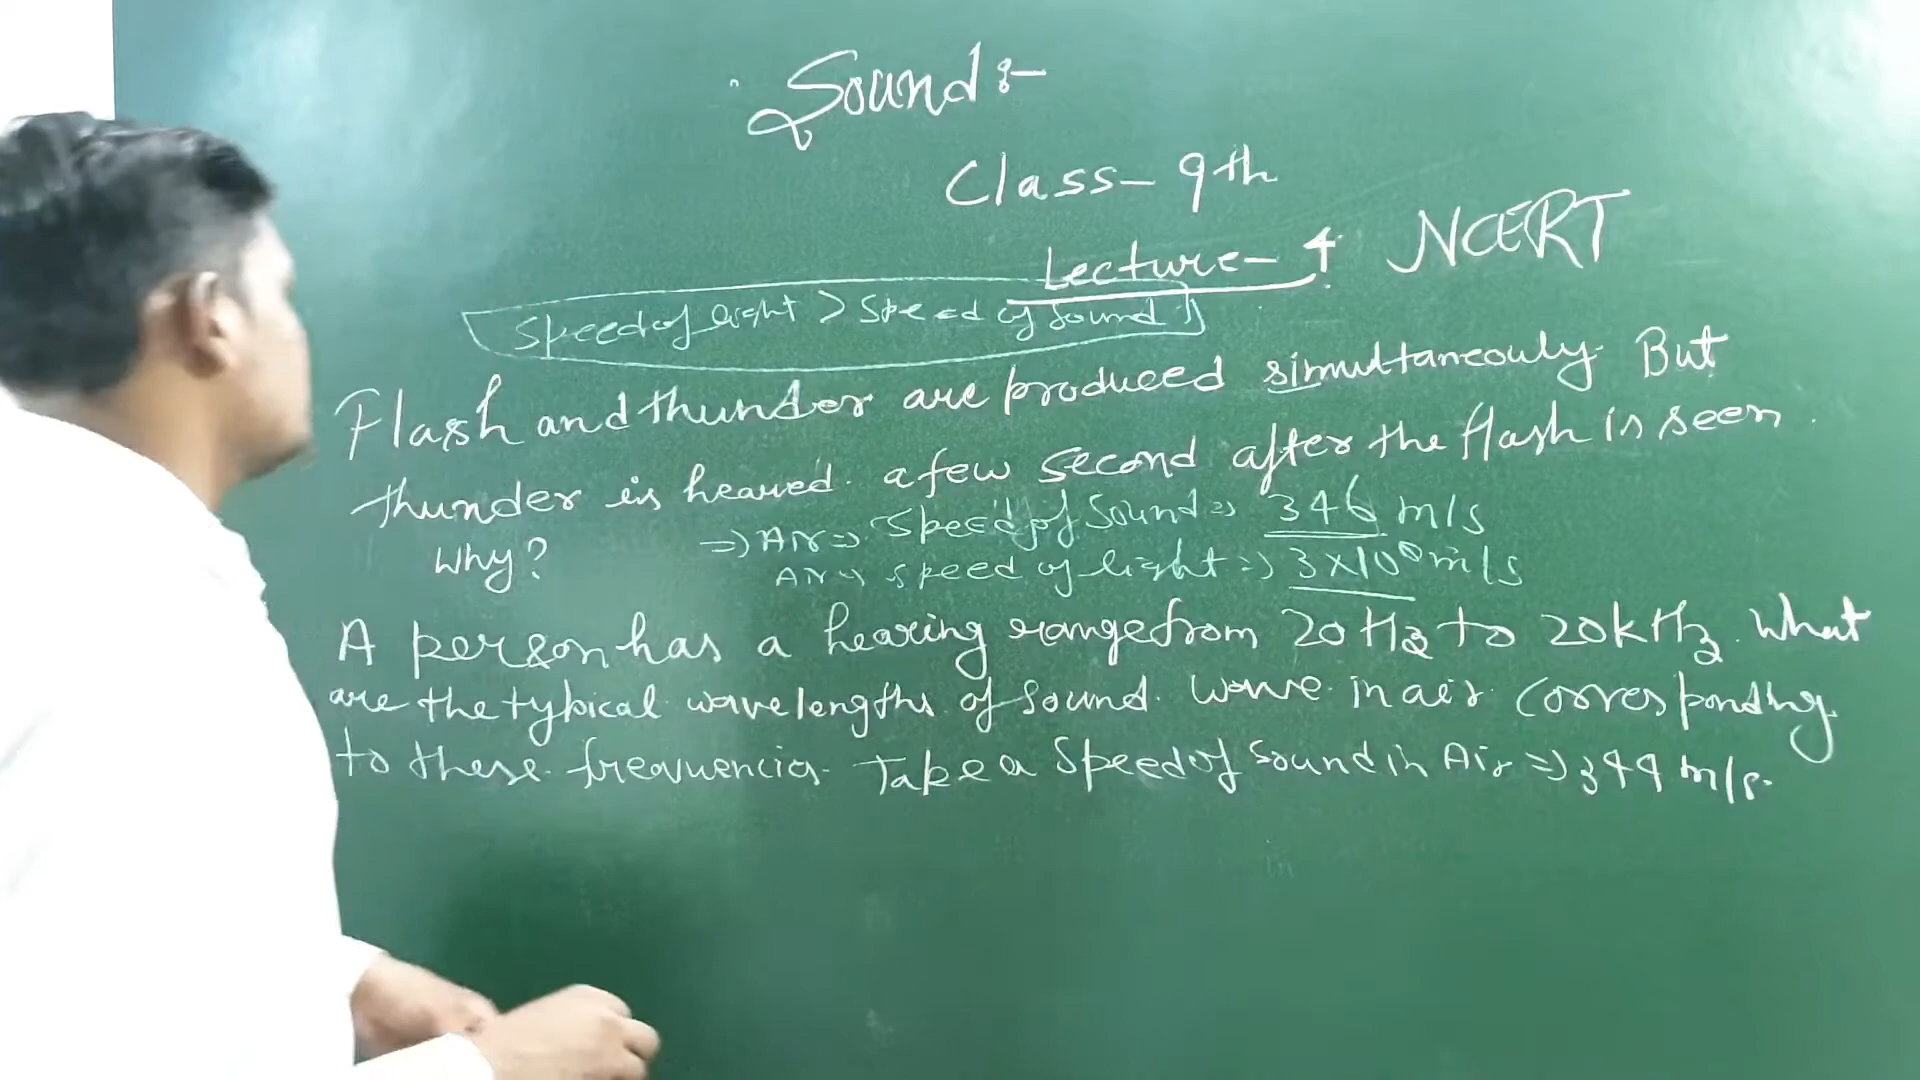 Sound:-
Class- 9th
Lecture- 4 NCERT
Speed of light > Speed of Sound
Flash and thunder are produced simultaneouly. But
thunder is heared. a few second after the flash is seen.
Why? => Air => Speed of Sound => 346 m/s
Air => speed of light => 3x10⁸ m/s
A person has a hearing range from 20 Hz to 20kHz. What
are the typical wavelengths of sound. wave in air corresponding
to these frequencies. Take a Speed of Sound in Air => 344 m/s.